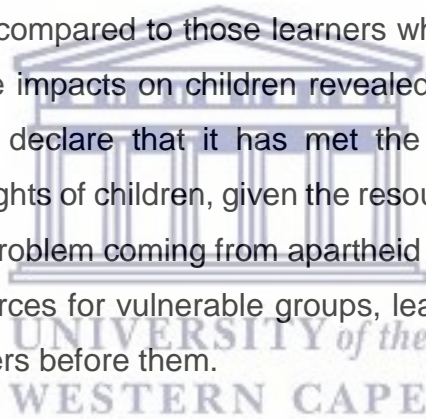 compared to those learners wh
e impacts on children revealed
declare that it has met the
ghts of children, given the resou
roblem coming from apartheid
rces for vulnerable groups, lea
UNIVERSITY of the
ers before them.
WESTERN CAPE